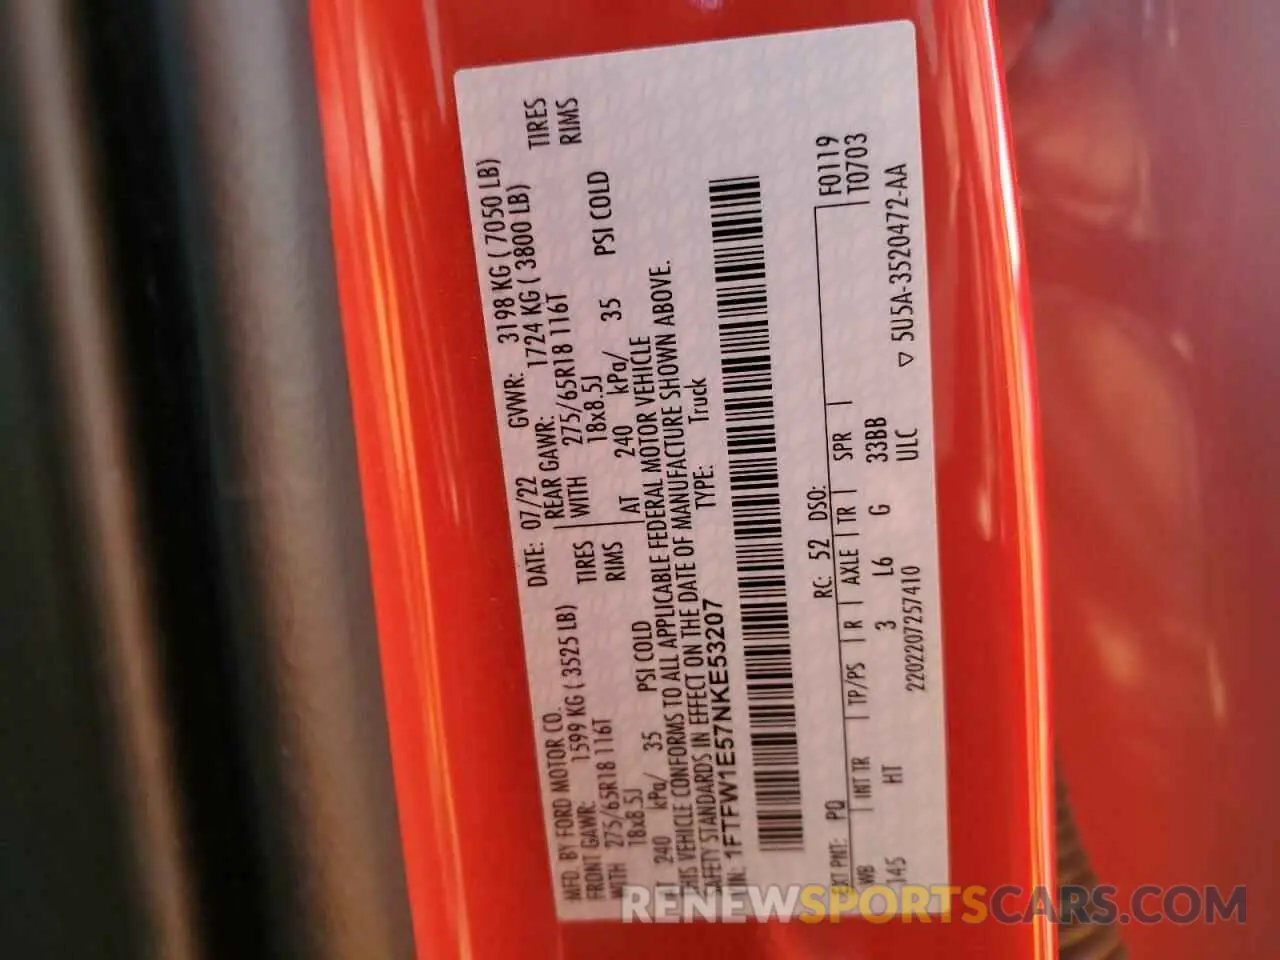 MFD. BY FORD MOTOR CO.
DATE: 07/22 GVWR: 3198 KG ( 7050 LB)
FRONT GAWR: 1599 KG ( 3525 LB)
REAR GAWR: 1724 KG ( 3800 LB)
WITH 275/65R18 116T TIRES
WITH 275/65R18 116T TIRES
18x8.5J RIMS
18x8.5J RIMS
240 kPa/ 35 PSI COLD
AT 240 kPa/ 35 PSI COLD
THIS VEHICLE CONFORMS TO ALL APPLICABLE FEDERAL MOTOR VEHICLE
SAFETY STANDARDS IN EFFECT ON THE DATE OF MANUFACTURE SHOWN ABOVE.
VIN: 1FTFW1E57NKE53207 TYPE: Truck
EXT PNT: PQ RC: 52 DSO: F0119
WB INT TR TP/PS R AXLE TR SPR T0703
145 HT 3 L6 G 33BB
2202207257410 ULC ▽ 5U5A-3520472-AA
RENEWSPORTSCARS.COM